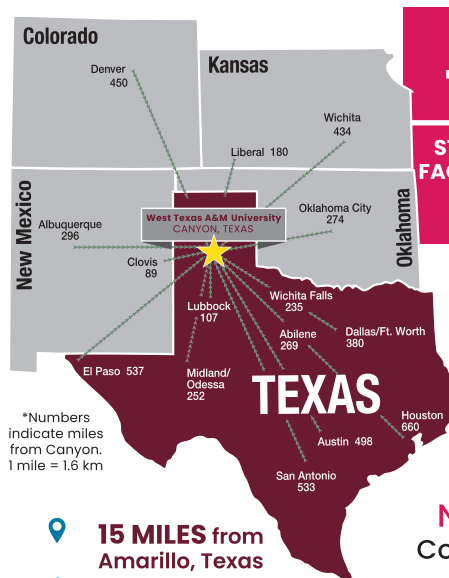 Colorado
Kansas
Denver
450
Wichita
434
Liberal 180
New Mexico
West Texas A&M University
CANYON, TEXAS
Oklahoma City
274
Oklahoma
Albuquerque
296
Clovis
89
Lubbock
107
Wichita Falls
235
Abilene
269
Dallas/Ft. Worth
380
El Paso 537
Midland/
Odessa
252
TEXAS
Houston
660
Austin 498
San Antonio
533
*Numbers
indicate miles
from Canyon.
1 mile = 1.6 km
15 MILES from
Amarillo, Texas
ST
FAC
N
Co